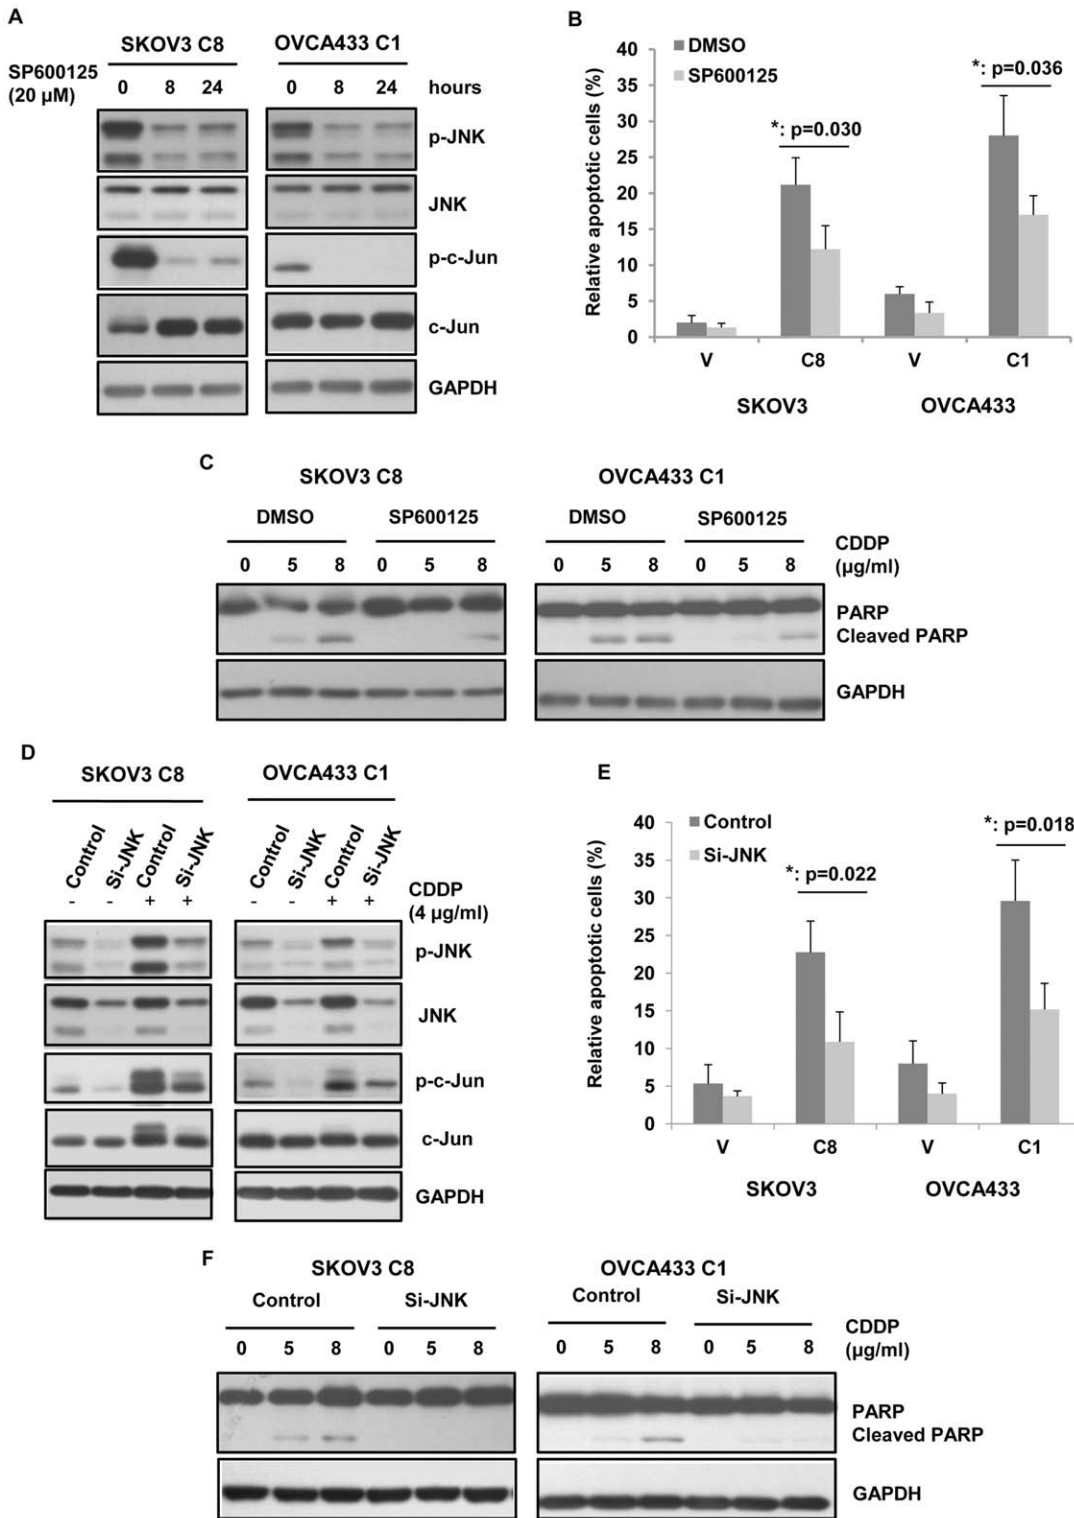 A
SKOV3 C8 OVCA433 C1
SP600125
(20 µM)
0 8 24 0 8 24 hours
p-JNK
JNK
p-c-Jun
c-Jun
GAPDH
B
DMSO
SP600125
*: p=0.030
*: p=0.036
Relative apoptotic cells (%)
40
35
30
25
20
15
10
5
0
V C8 V C1
SKOV3 OVCA433
C
SKOV3 C8 OVCA433 C1
DMSO SP600125 DMSO SP600125
0 5 8 0 5 8 0 5 8 0 5 8
CDDP
(µg/ml)
PARP
Cleaved PARP
GAPDH
D
SKOV3 C8 OVCA433 C1
Control Si-JNK Control Si-JNK Control Si-JNK Control Si-JNK
- - + + - - + +
CDDP
(4 µg/ml)
p-JNK
JNK
p-c-Jun
c-Jun
GAPDH
E
Control
Si-JNK
*: p=0.022
*: p=0.018
Relative apoptotic cells (%)
40
35
30
25
20
15
10
5
0
V C8 V C1
SKOV3 OVCA433
F
SKOV3 C8 OVCA433 C1
Control Si-JNK Control Si-JNK
0 5 8 0 5 8 0 5 8 0 5 8
CDDP
(µg/ml)
PARP
Cleaved PARP
GAPDH